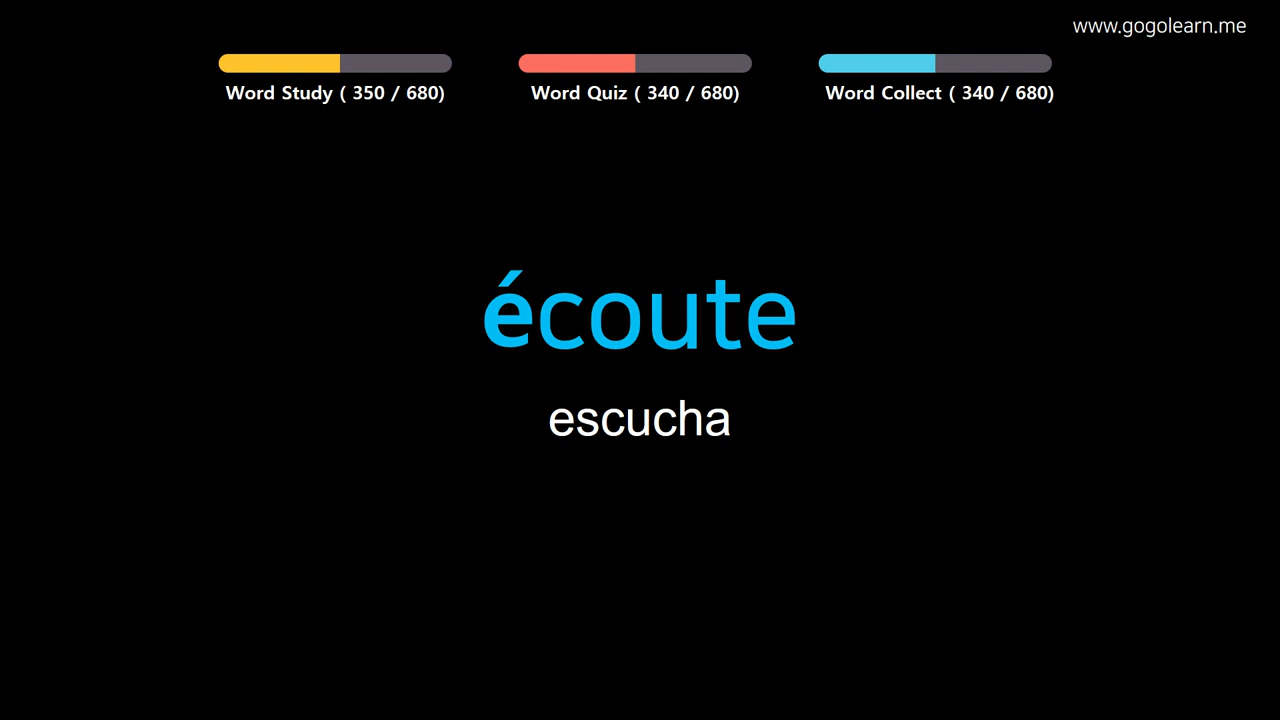 www.gogolearn.me
Word Study ( 350 / 680)
Word Quiz ( 340 / 680)
Word Collect ( 340 / 680)
écoute
escucha